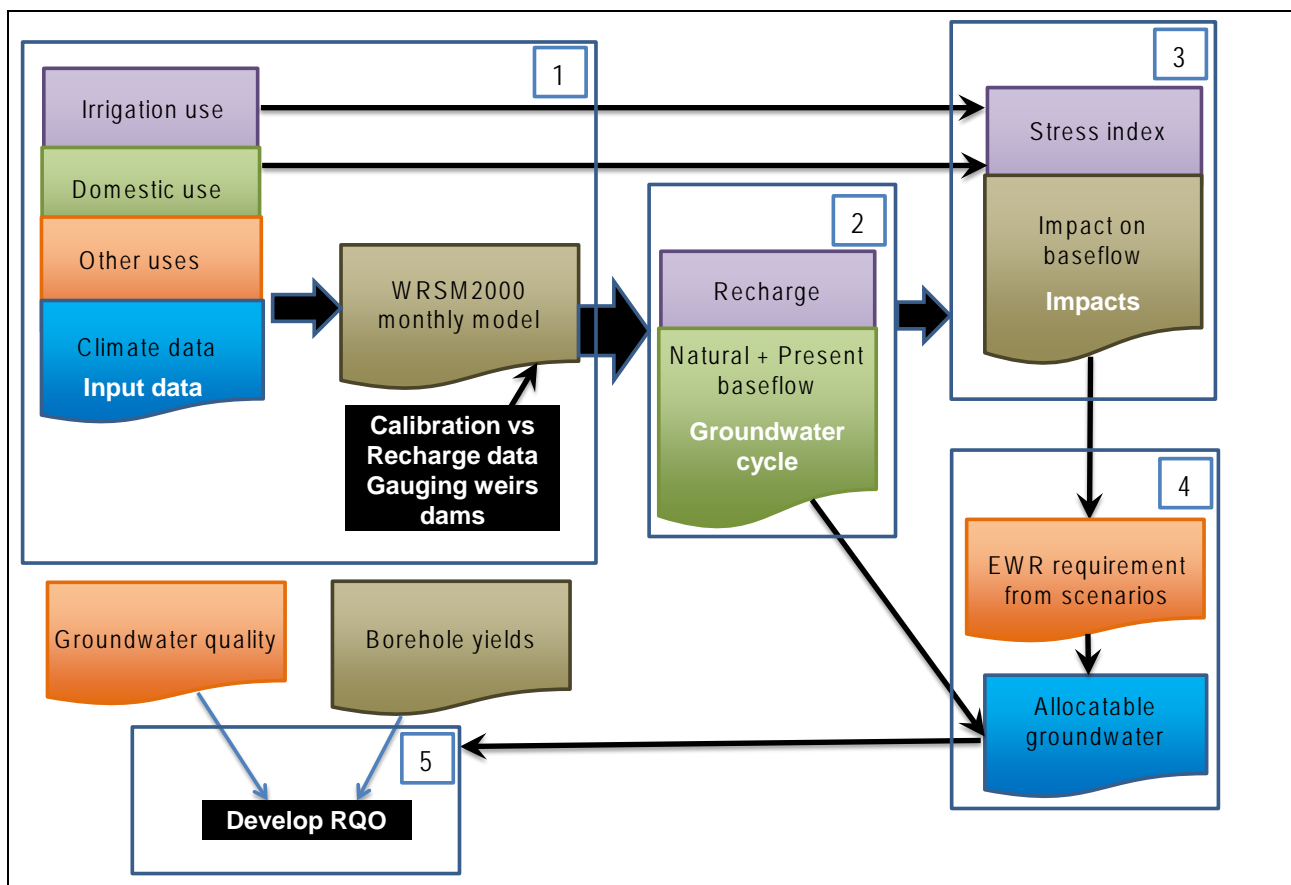 1
Irrigation use
Domestic use
Other uses
Climate data
Input data
WRSM2000
monthly model
Calibration vs
Recharge data
Gauging weirs
dams
2
Recharge
Natural + Present
baseflow
Groundwater
cycle
3
Stress index
Impact on
baseflow
Impacts
4
EWR requirement
from scenarios
Allocatable
groundwater
Groundwater quality
Borehole yields
5
Develop RQO